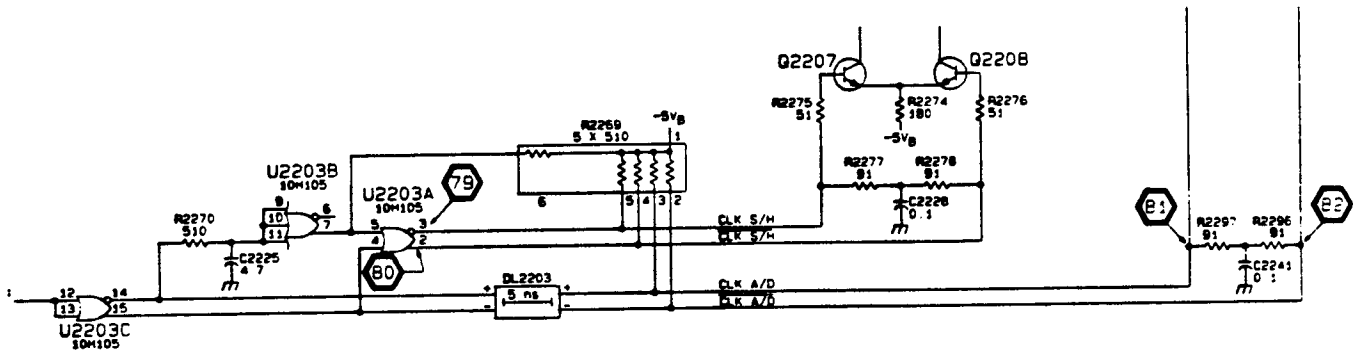 Q2207
Q2208
R2275
51
R2274
180
R2276
51
-5VB
-5VB
R2269
5 X 510
1
R2277
91
R2278
91
U2203B
10H105
9
10
11
6
7
U2203A
10H105
79
5
4
3
2
6
5 4 3 2
C2228
0.1
81
82
R2270
510
C2225
4 7
80
CLK S/H
CLK S/H
R2297
91
R2296
91
C2241
0 1
DL2203
5 ns
+
-
+
-
CLK A/D
CLK A/D
:
12
13
14
15
U2203C
10H105